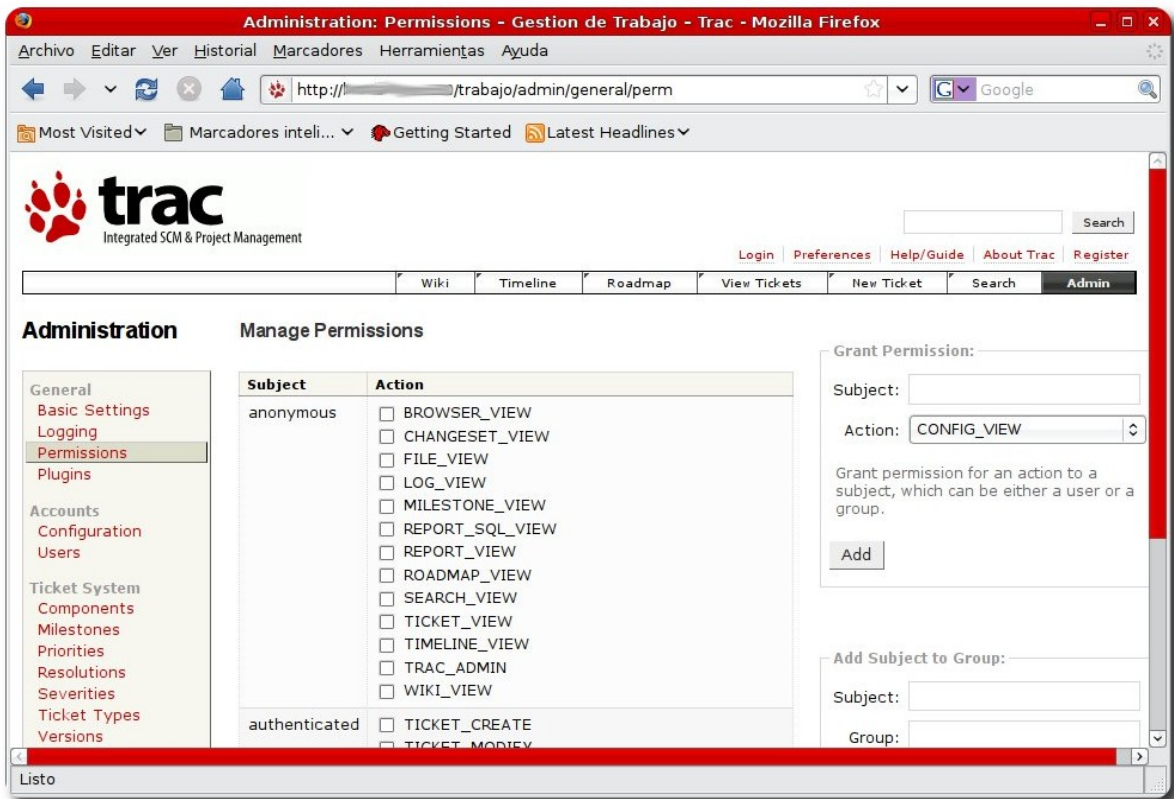 Administration: Permissions - Gestion de Trabajo - Trac - Mozilla Firefox
Archivo Editar Ver Historial Marcadores Herramientas Ayuda
http:// /trabajo/admin/general/perm
G Google
Most Visited Marcadores inteli... Getting Started Latest Headlines
trac
Integrated SCM & Project Management
Search
Login Preferences Help/Guide About Trac Register
Wiki Timeline Roadmap View Tickets New Ticket Search Admin
Administration
General
Basic Settings
Logging
Permissions
Plugins
Accounts
Configuration
Users
Ticket System
Components
Milestones
Priorities
Resolutions
Severities
Ticket Types
Versions
Manage Permissions
Subject Action
anonymous
BROWSER_VIEW
CHANGESET_VIEW
FILE_VIEW
LOG_VIEW
MILESTONE_VIEW
REPORT_SQL_VIEW
REPORT_VIEW
ROADMAP_VIEW
SEARCH_VIEW
TICKET_VIEW
TIMELINE_VIEW
TRAC_ADMIN
WIKI_VIEW
authenticated
TICKET_CREATE
TICKET_MODIFY
Grant Permission:
Subject:
Action: CONFIG_VIEW
Grant permission for an action to a
subject, which can be either a user or a
group.
Add
Add Subject to Group:
Subject:
Group:
Listo